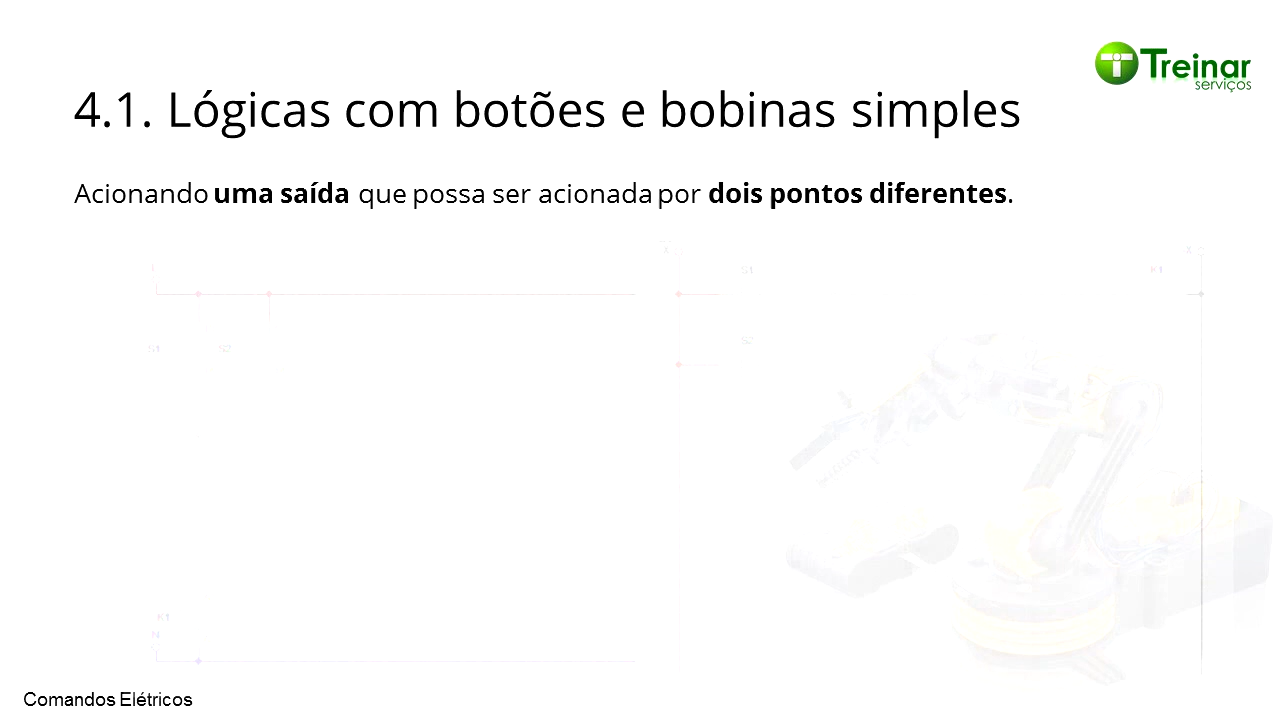 Treinar
serviços
4.1. Lógicas com botões e bobinas simples
Acionando uma saída que possa ser acionada por dois pontos diferentes.
S1
K1
S2
S1
S2
K1
N
Comandos Elétricos